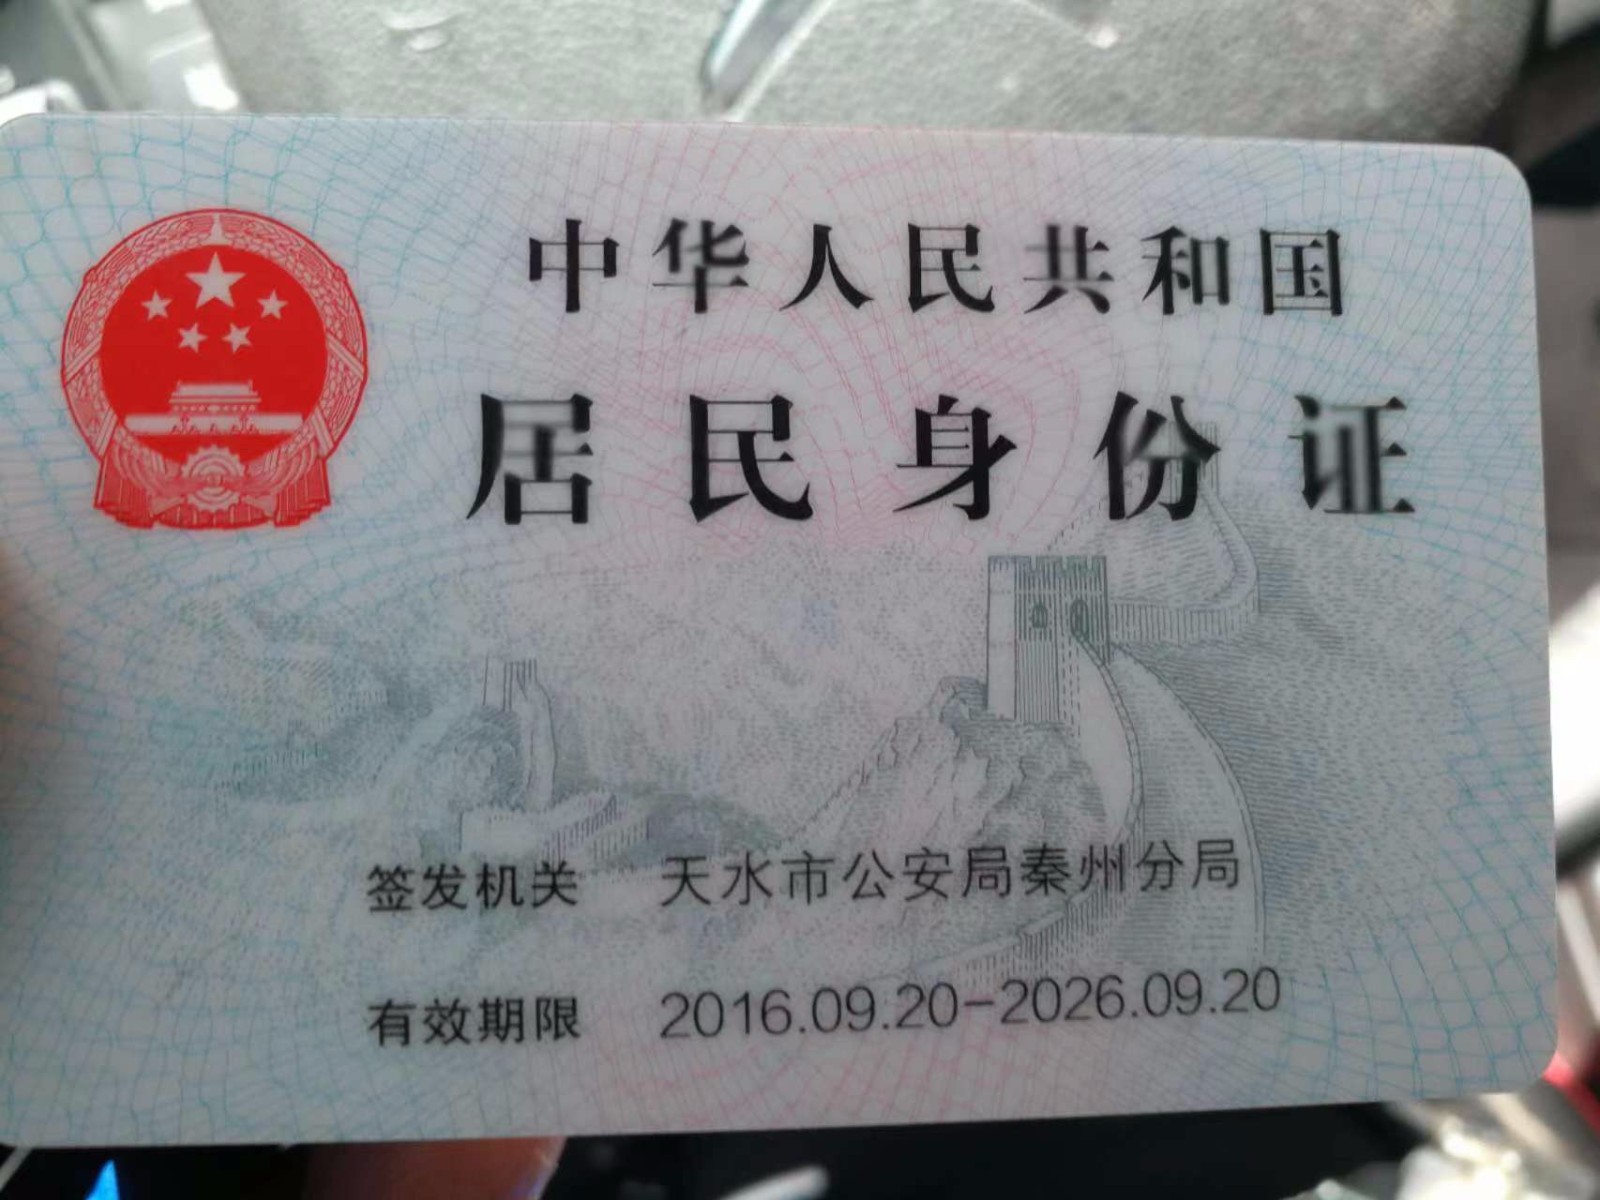 中华人民共和国
居民身份证
签发机关 天水市公安局秦州分局
有效期限 2016.09.20-2026.09.20